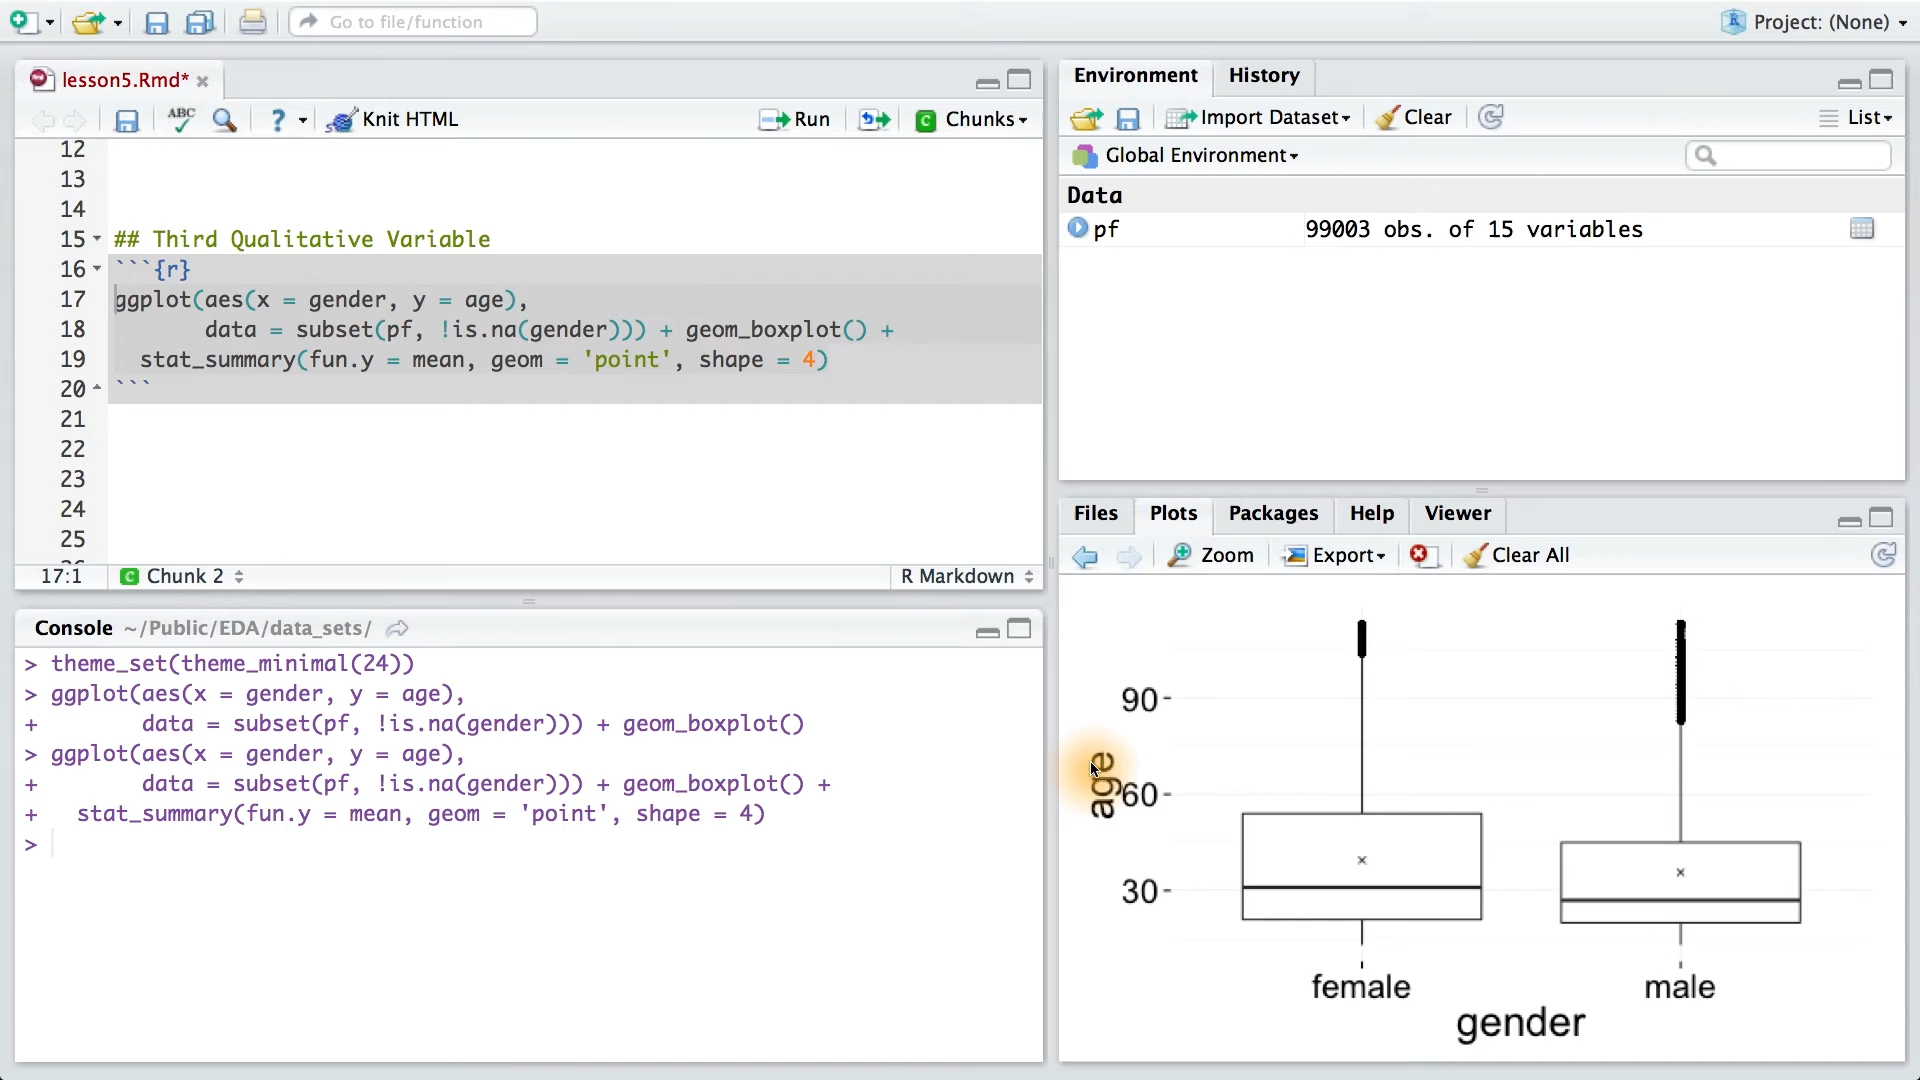 Go to file/function
Project: (None)
lesson5.Rmd*
ABC
?
Knit HTML
Run
C Chunks
12
13
14
15 ## Third Qualitative Variable
16 ```{r}
17 ggplot(aes(x = gender, y = age),
18 data = subset(pf, !is.na(gender))) + geom_boxplot() +
19 stat_summary(fun.y = mean, geom = 'point', shape = 4)
20 ```
21
22
23
24
25
17:1 C Chunk 2 R Markdown
Console ~/Public/EDA/data_sets/
> theme_set(theme_minimal(24))
> ggplot(aes(x = gender, y = age),
+ data = subset(pf, !is.na(gender))) + geom_boxplot()
> ggplot(aes(x = gender, y = age),
+ data = subset(pf, !is.na(gender))) + geom_boxplot() +
+ stat_summary(fun.y = mean, geom = 'point', shape = 4)
>
Environment History
Import Dataset Clear List
Global Environment
Data
pf 99003 obs. of 15 variables
Files Plots Packages Help Viewer
Zoom Export Clear All
90
60
30
age
female male
gender